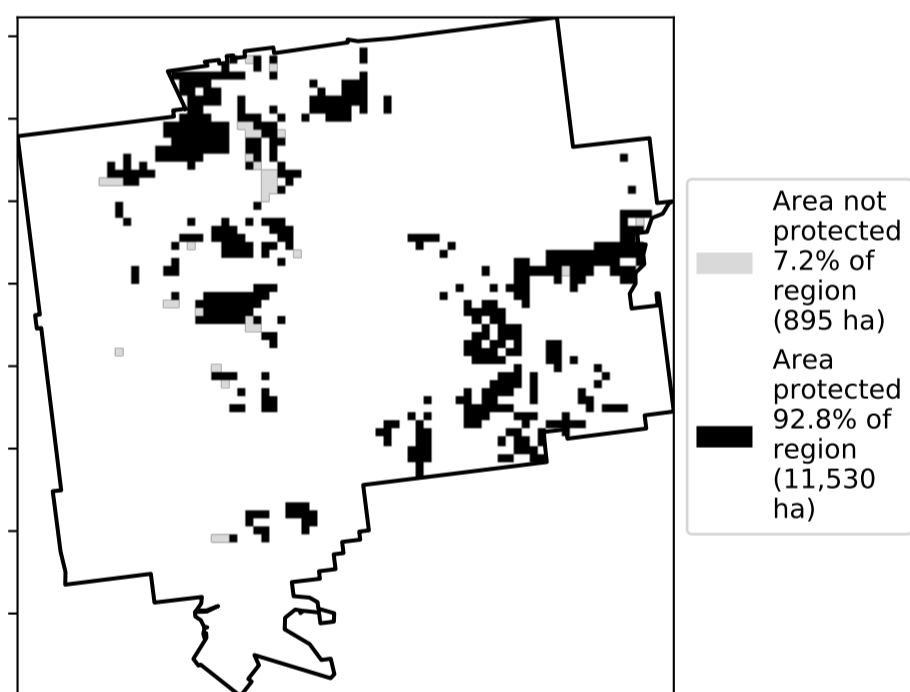 Area not
protected
7.2% of
region
(895 ha)
Area
protected
92.8% of
region
(11,530
ha)